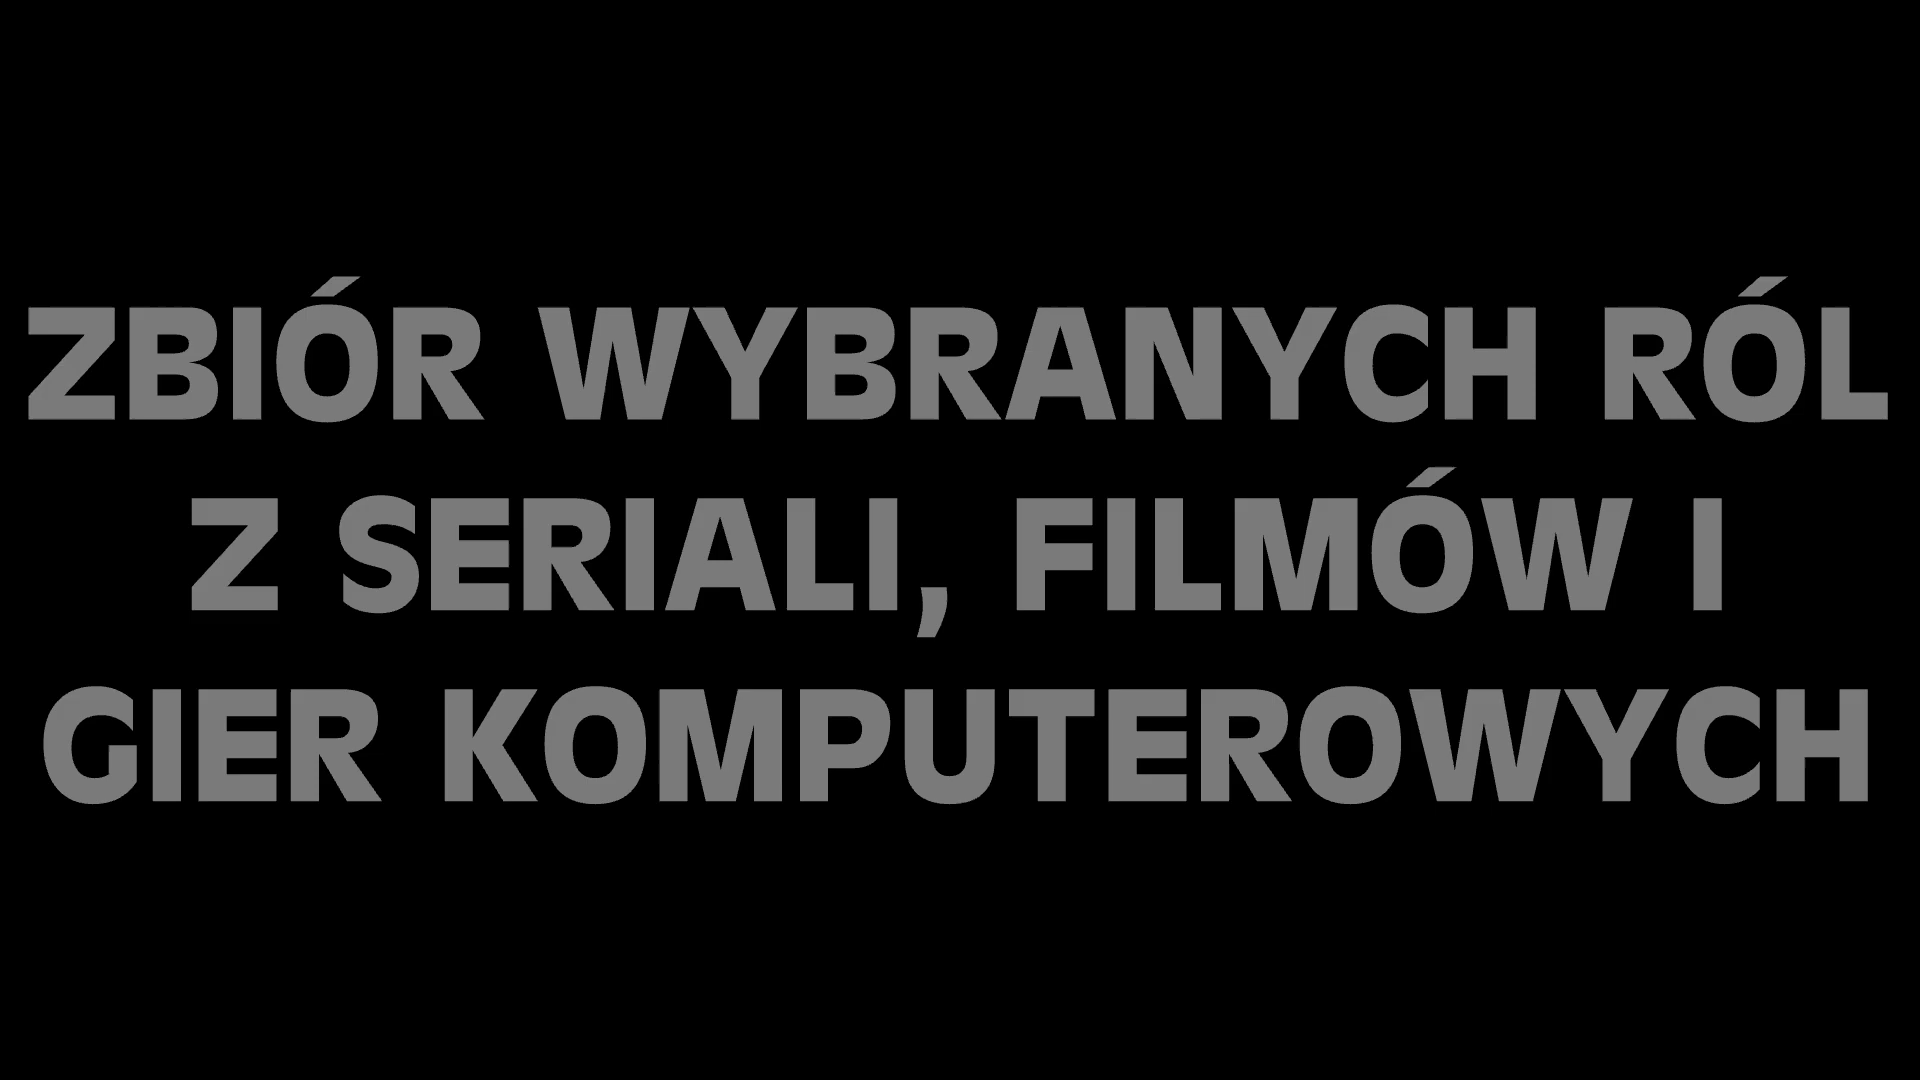 ZBIÓR WYBRANYCH RÓL
Z SERIALI, FILMÓW I
GIER KOMPUTEROWYCH